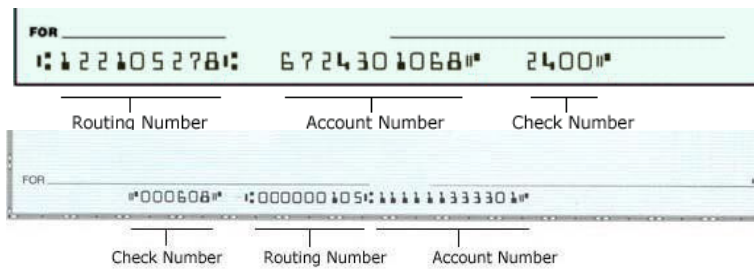 FOR
⑆122105278⑆ 6724301068⑈ 2400⑈
Routing Number Account Number Check Number
FOR
⑈000608⑈ ⑆000000105⑆ 11111133301⑈
Check Number Routing Number Account Number